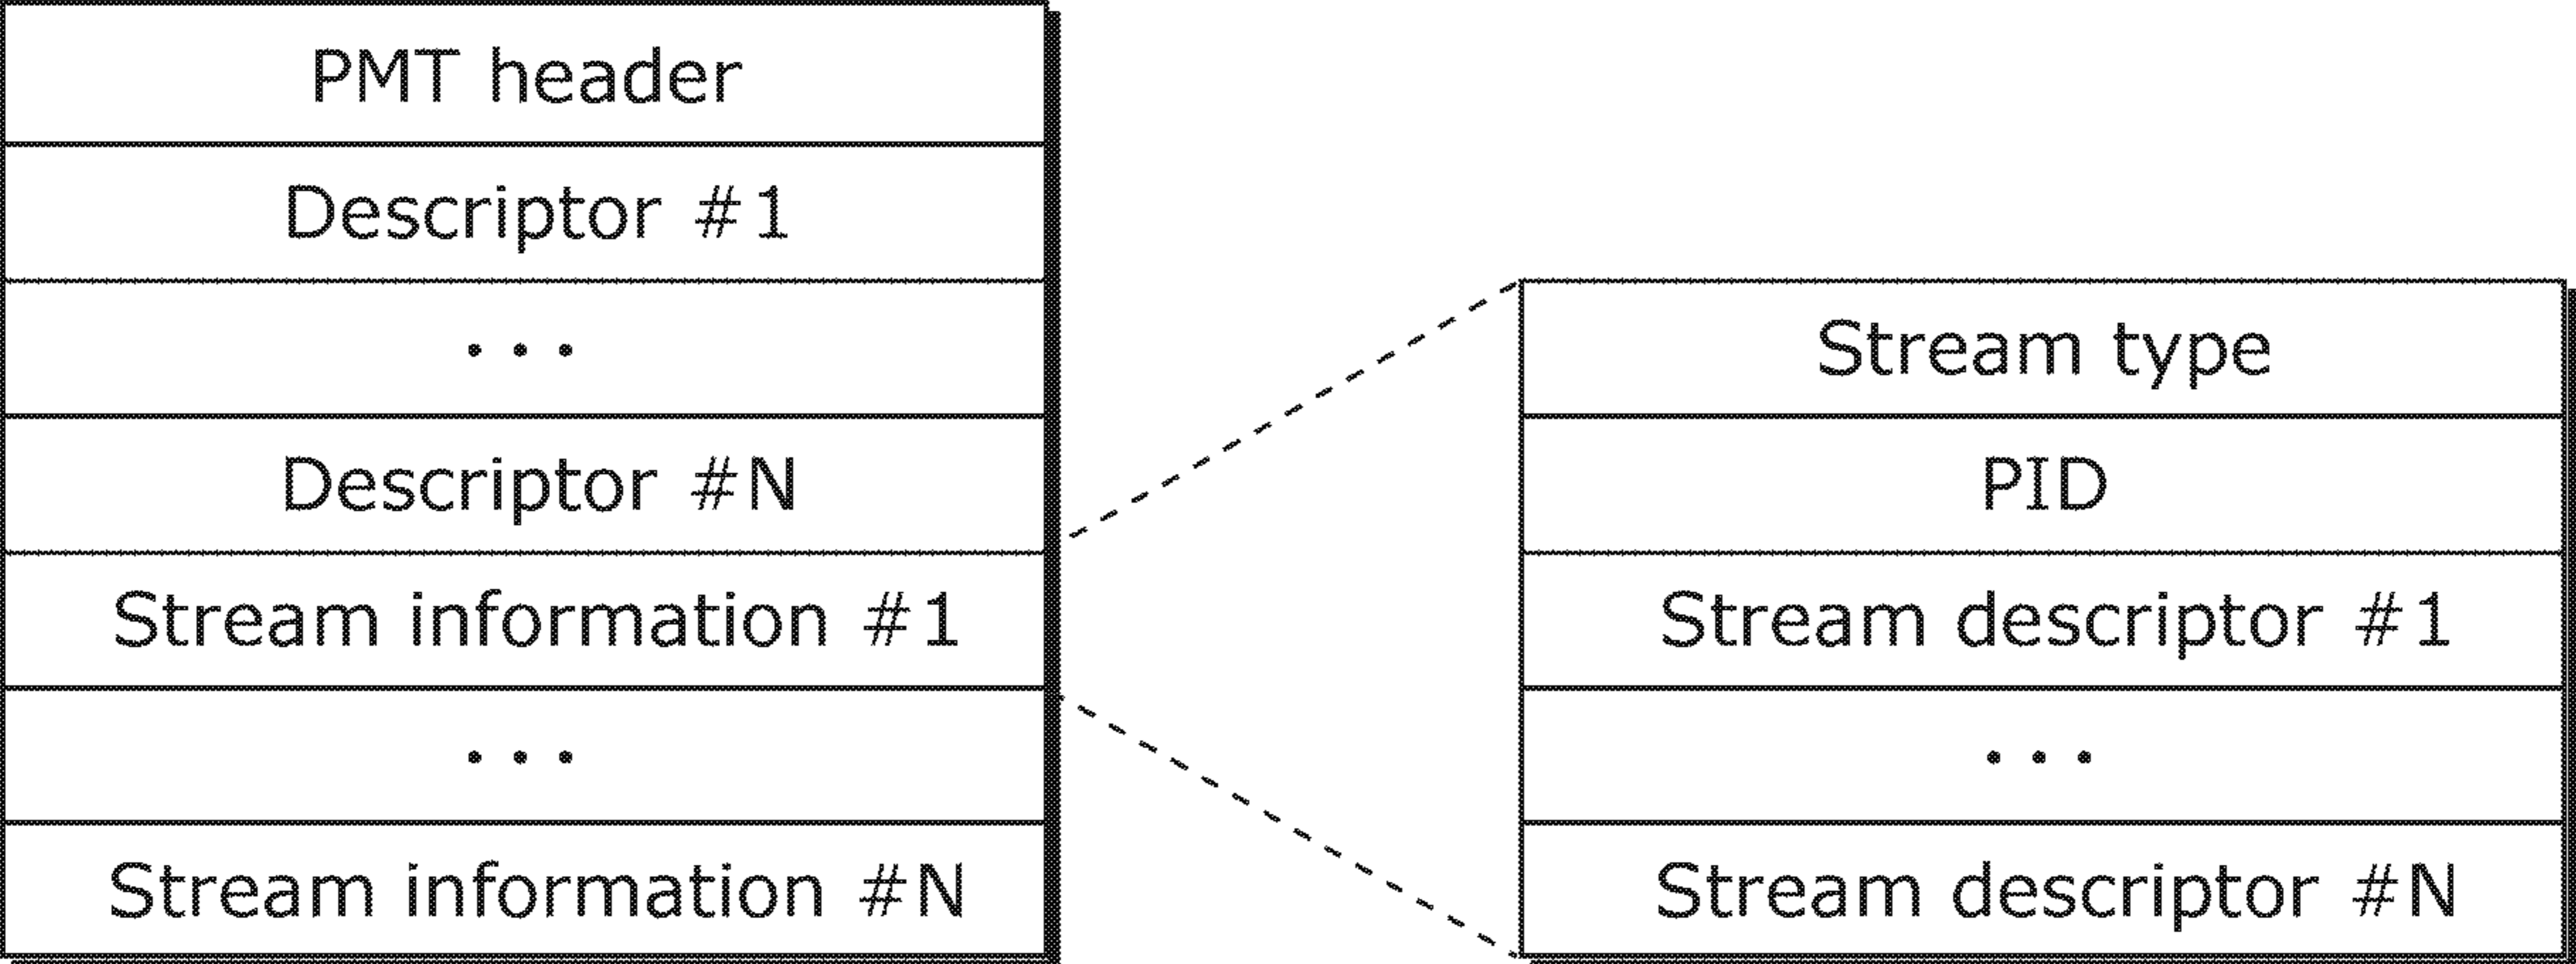 PMT header
Descriptor #1
...
Descriptor #N
Stream information #1
...
Stream information #N
Stream type
PID
Stream descriptor #1
...
Stream descriptor #N